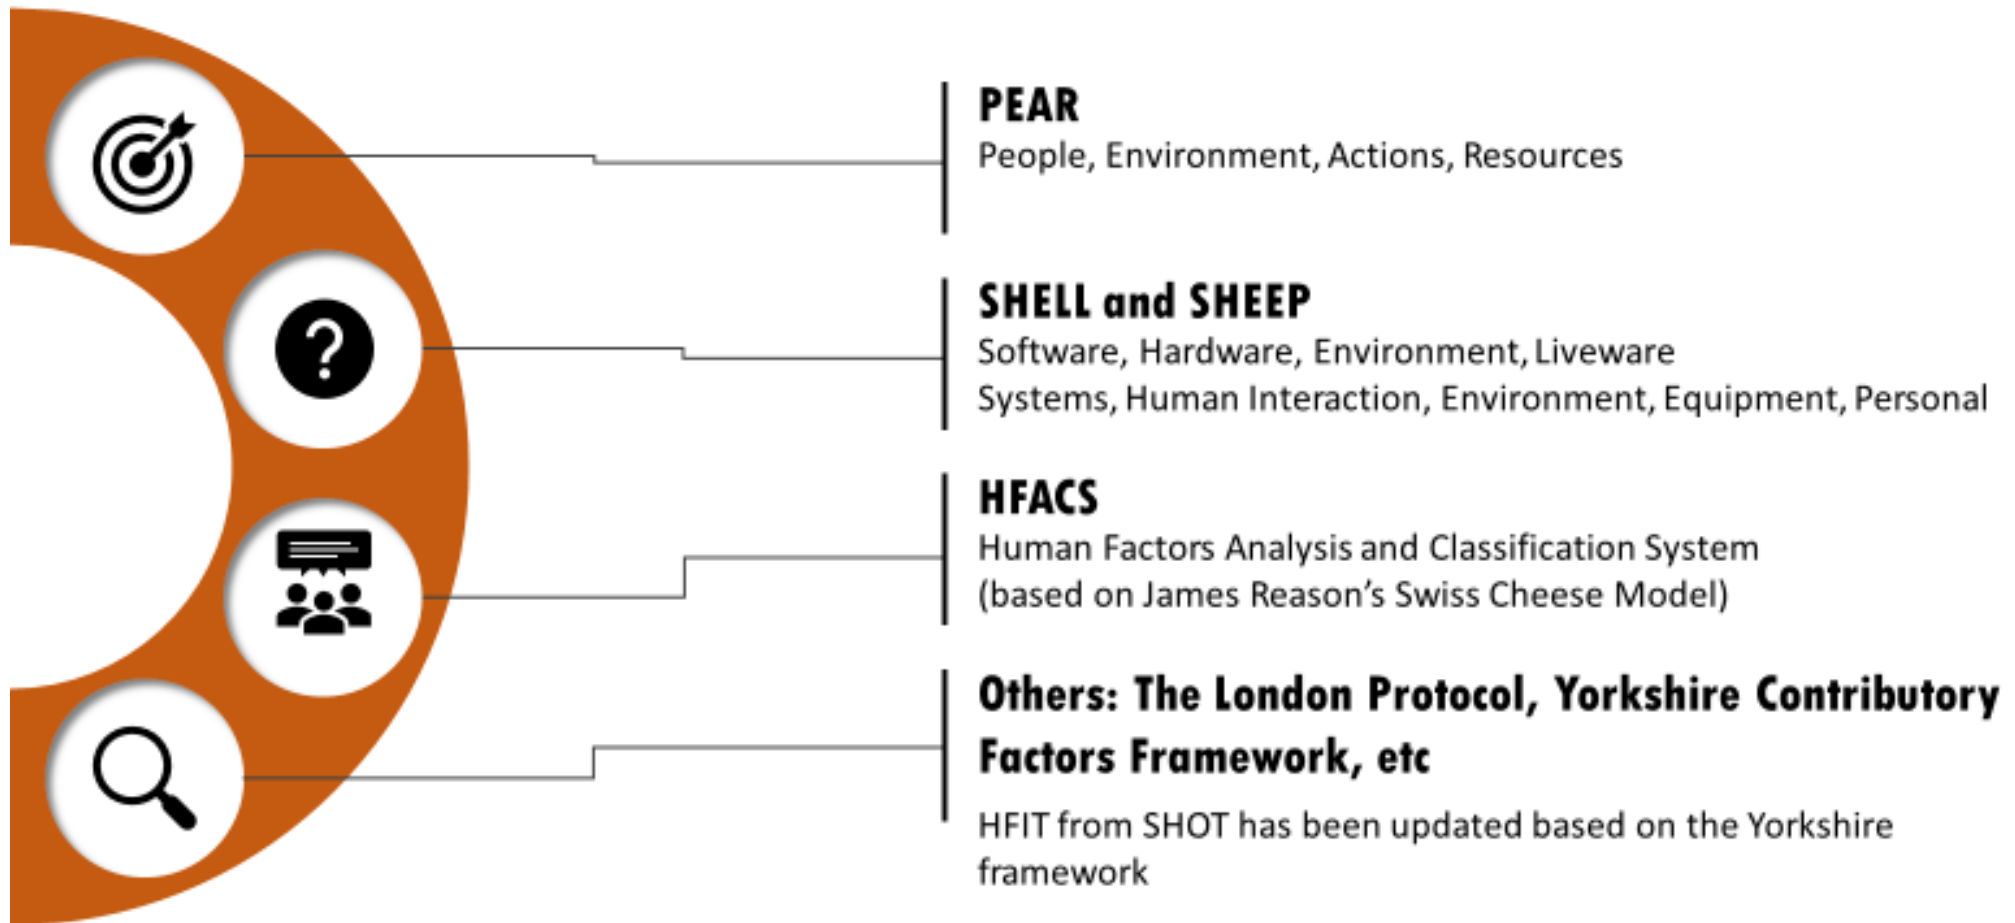 PEAR
People, Environment, Actions, Resources
SHELL and SHEEP
Software, Hardware, Environment, Liveware
Systems, Human Interaction, Environment, Equipment, Personal
HFACS
Human Factors Analysis and Classification System
(based on James Reason’s Swiss Cheese Model)
Others: The London Protocol, Yorkshire Contributory
Factors Framework, etc
HFIT from SHOT has been updated based on the Yorkshire
framework